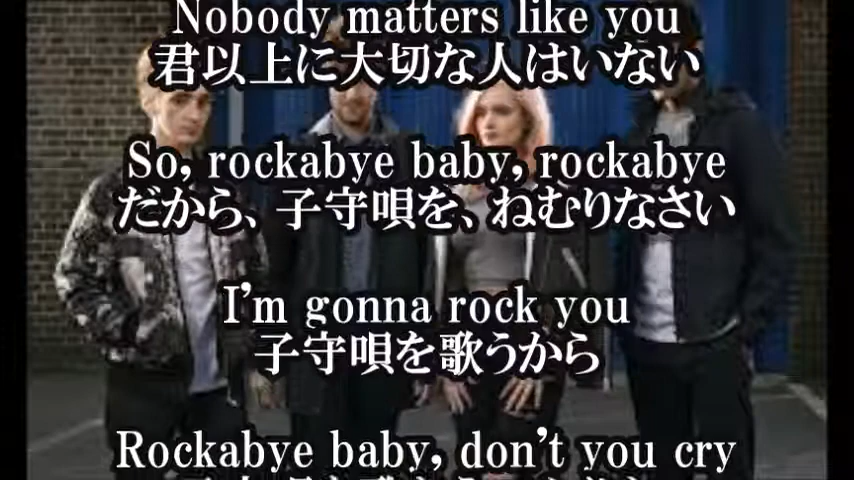 Nobody matters like you
君以上に大切な人はいない
So, rockabye baby, rockabye
だから、子守唄を、ねむりなさい
I'm gonna rock you
子守唄を歌うから
Rockabye baby, don't you cry